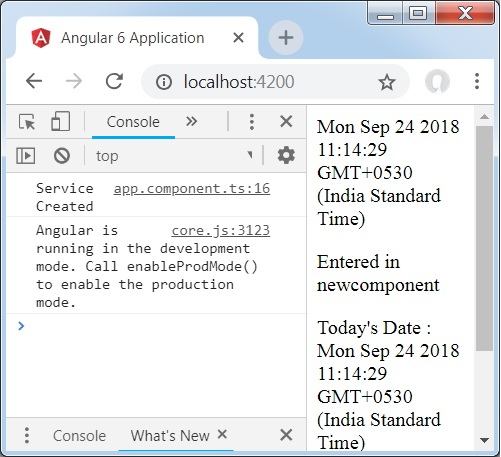 Angular 6 Application
localhost:4200
Console
top
Service app.component.ts:16
Created
Angular is core.js:3123
running in the development
mode. Call enableProdMode()
to enable the production
mode.
Console What's New
Mon Sep 24 2018
11:14:29
GMT+0530
(India Standard
Time)
Entered in
newcomponent
Today's Date :
Mon Sep 24 2018
11:14:29
GMT+0530
(India Standard
Time)